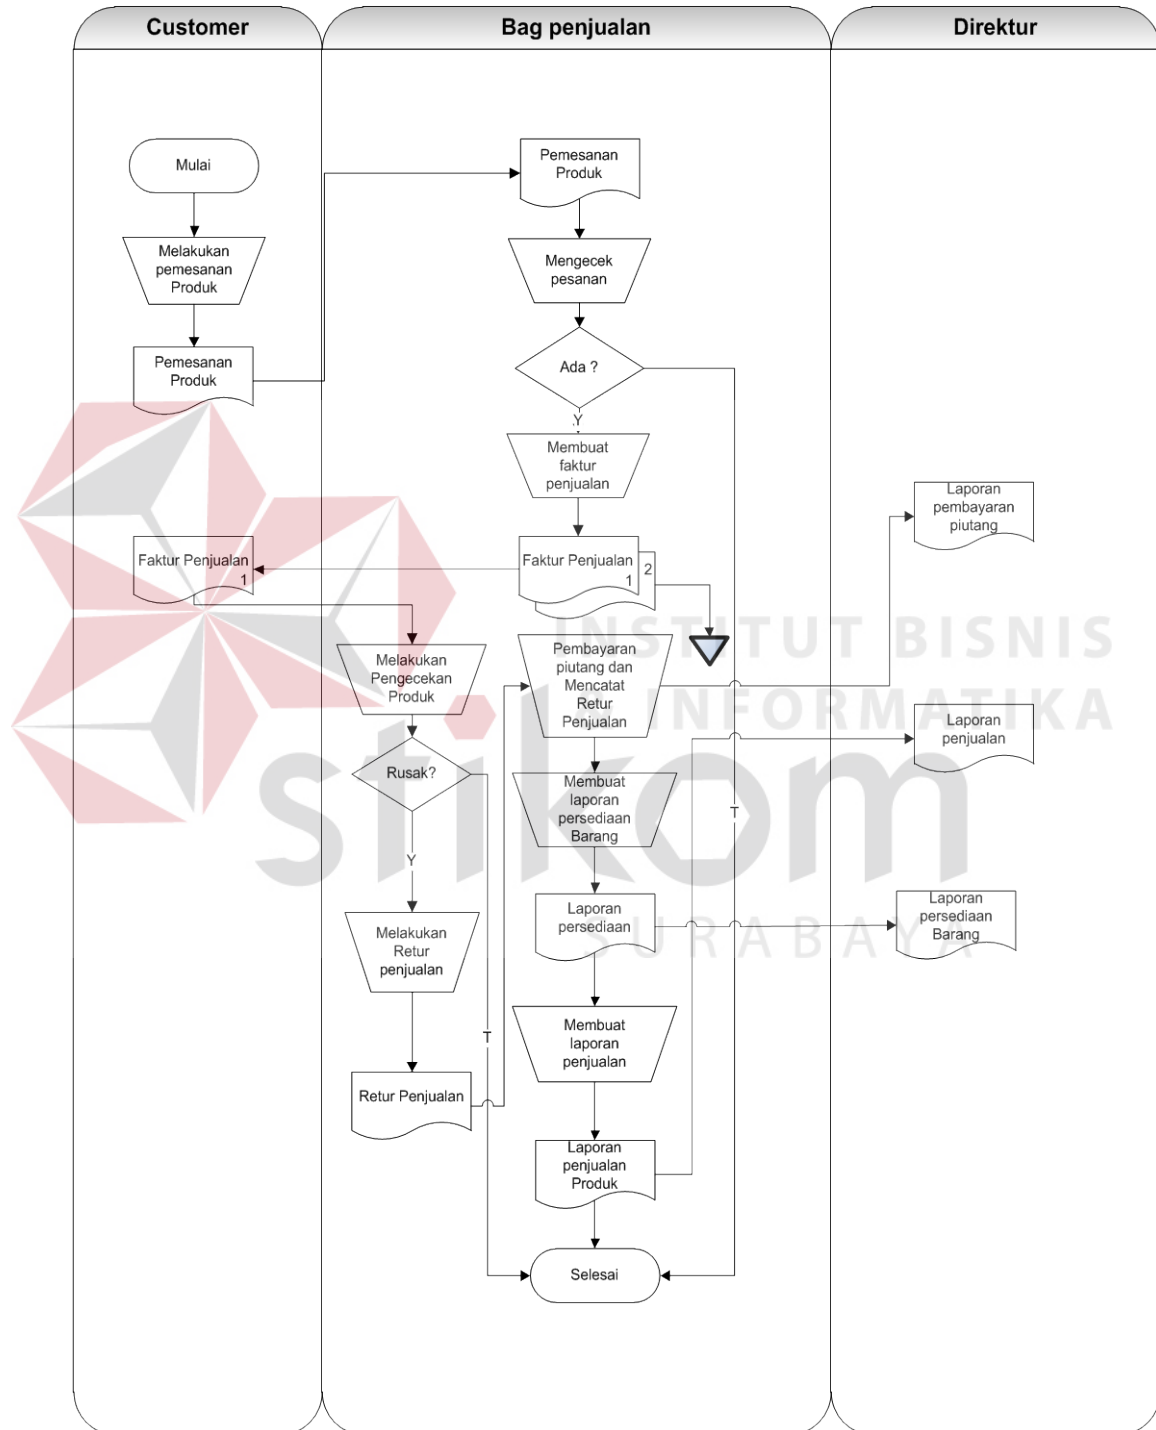 Customer
Bag penjualan
Direktur
Mulai
Melakukan
pemesanan
Produk
Pemesanan
Produk
Faktur Penjualan
1
Pemesanan
Produk
Mengecek
pesanan
Ada ?
Y
Membuat
faktur
penjualan
Faktur Penjualan
1
2
Melakukan
Pengecekan
Produk
Rusak?
Y
T
Melakukan
Retur
penjualan
Retur Penjualan
Pembayaran
piutang dan
Mencatat
Retur
Penjualan
Membuat
laporan
persediaan
Barang
T
Laporan
persediaan
Membuat
laporan
penjualan
Laporan
penjualan
Produk
Selesai
Laporan
pembayaran
piutang
Laporan
penjualan
Laporan
persediaan
Barang
INSTITUT BISNIS
& INFORMATIKA
stikom
SURABAYA